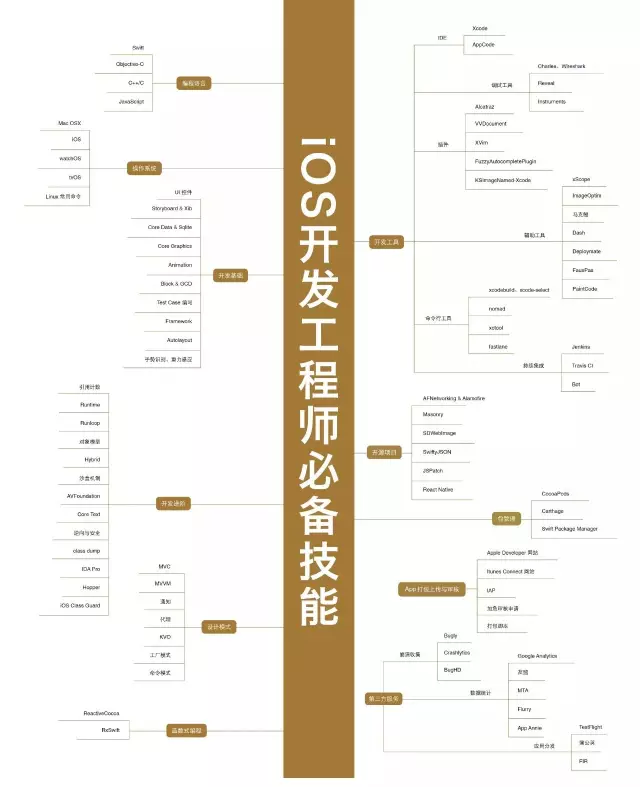 iOS开发工程师必备技能
Swift
Objective-C
C++/C
JavaScript
编程语言
Mac OSX
iOS
watchOS
tvOS
Linux 常用命令
操作系统
UI 控件
Storyboard & Xib
Core Data & Sqlite
Core Graphics
Animation
Block & GCD
Test Case 编写
Framework
Autolayout
手势识别、重力感应
开发基础
引用计数
Runtime
Runloop
对象模型
Hybrid
沙盒机制
AVFoundation
Core Text
逆向与安全
class dump
IDA Pro
Hopper
iOS Class Guard
开发进阶
MVC
MVVM
通知
代理
KVO
工厂模式
命令模式
设计模式
ReactiveCocoa
RxSwift
函数式编程
开发工具
IDE
Xcode
AppCode
调试工具
Charles、Wireshark
Reveal
Instruments
插件
Alcatraz
VVDocument
XVim
FuzzyAutocompletePlugin
KSImageNamed-Xcode
辅助工具
xScope
ImageOptim
马克鳗
Dash
Deploymate
FauxPas
PaintCode
命令行工具
xcodebuild、xcode-select
nomad
xctool
fastlane
持续集成
Jenkins
Travis CI
Bot
开源项目
AFNetworking & Alamofire
Masonry
SDWebImage
SwiftyJSON
JSPatch
React Native
包管理
CocoaPods
Carthage
Swift Package Manager
App 打包上传与审核
Apple Developer 网站
itunes Connect 网站
IAP
加急审核申请
第三方服务
崩溃收集
Bugly
Crashlytics
BugHD
数据统计
Google Analytics
友盟
MTA
Flurry
App Annie
应用分发
TestFlight
蒲公英
FIR